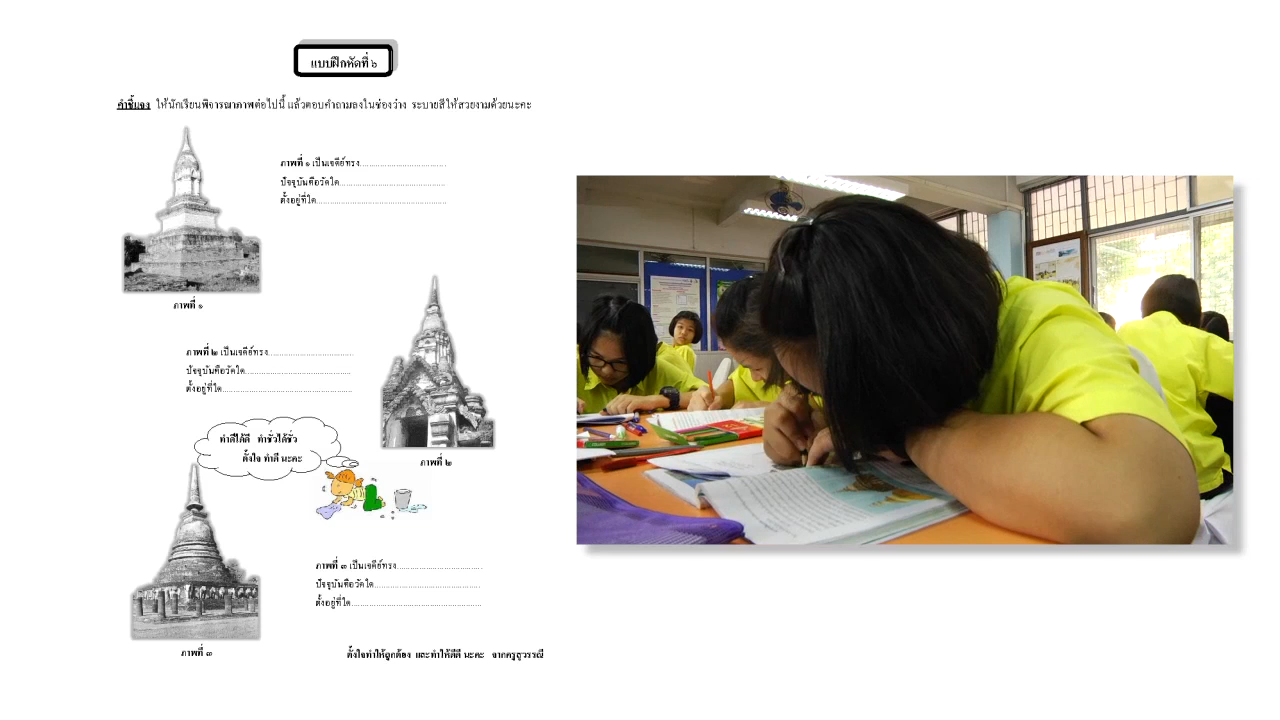 แบบฝึกหัดที่ ๖
คำชี้แจง ให้นักเรียนพิจารณาภาพต่อไปนี้ แล้วตอบคำถามลงในช่องว่าง ระบายสีให้สวยงามด้วยนะคะ
ภาพที่ ๑ เป็นเจดีย์ทรง....................................
ปัจจุบันคือวัดใด............................................
ตั้งอยู่ที่ใด......................................................
ภาพที่ ๑
ภาพที่ ๒ เป็นเจดีย์ทรง....................................
ปัจจุบันคือวัดใด............................................
ตั้งอยู่ที่ใด......................................................
ภาพที่ ๒
ทำดีได้ดี ทำชั่วได้ชั่ว
ตั้งใจ ทำดี นะคะ
ภาพที่ ๓ เป็นเจดีย์ทรง....................................
ปัจจุบันคือวัดใด............................................
ตั้งอยู่ที่ใด......................................................
ภาพที่ ๓
ตั้งใจทำให้ถูกต้อง และทำให้ดีดี นะคะ จากครูสุวรรณี